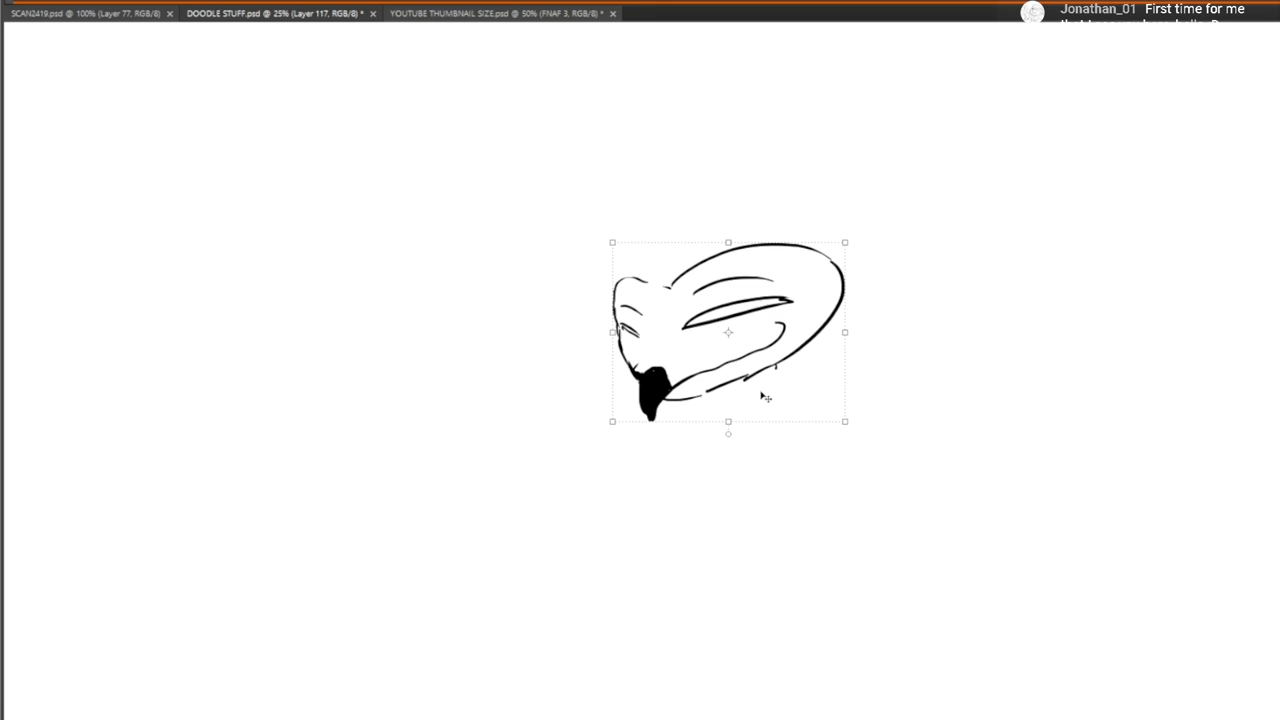 SCAN2419.psd @ 100% (Layer 77, RGB/8) × DOODLE STUFF.psd @ 25% (Layer 117, RGB/8) * × YOUTUBE THUMBNAIL SIZE.psd @ 50% (FNAF 3, RGB/8) * ×
Jonathan_01 First time for me